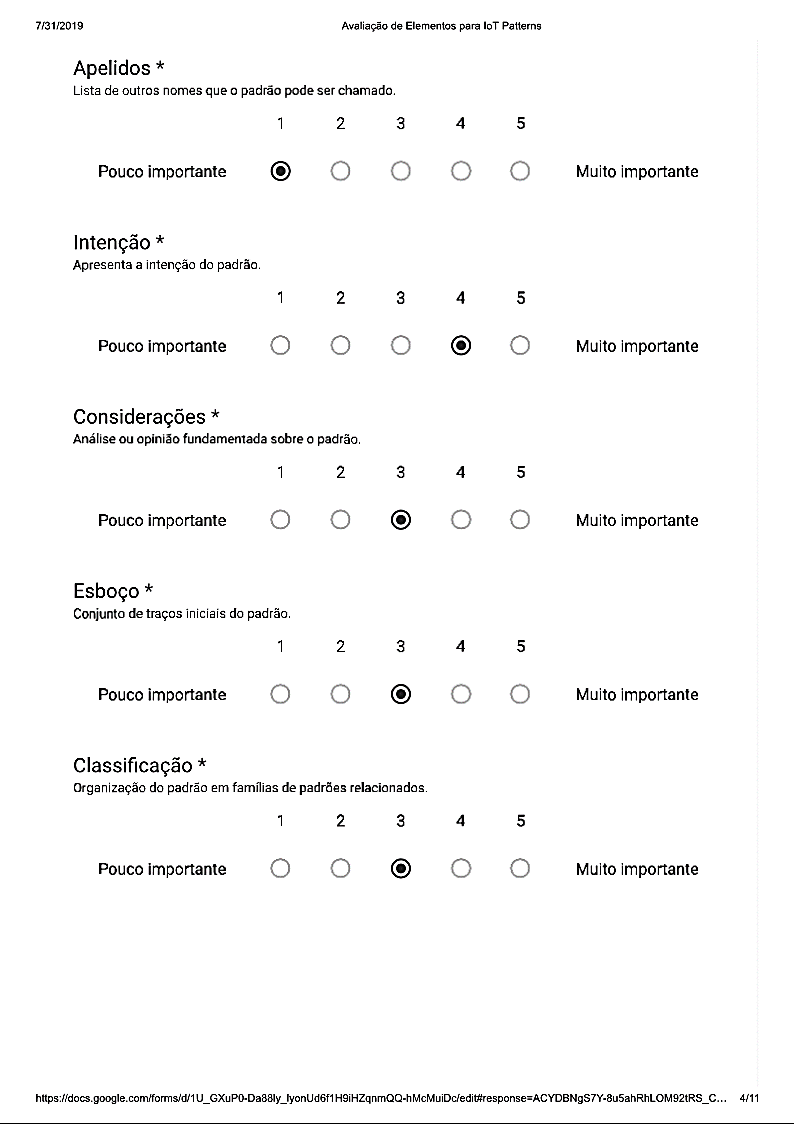 7/31/2019 Avaliação de Elementos para IoT Patterns
Apelidos *
Lista de outros nomes que o padrão pode ser chamado.
1 2 3 4 5
Pouco importante Muito importante
Intenção *
Apresenta a intenção do padrão.
1 2 3 4 5
Pouco importante Muito importante
Considerações *
Análise ou opinião fundamentada sobre o padrão.
1 2 3 4 5
Pouco importante Muito importante
Esboço *
Conjunto de traços iniciais do padrão.
1 2 3 4 5
Pouco importante Muito importante
Classificação *
Organização do padrão em famílias de padrões relacionados.
1 2 3 4 5
Pouco importante Muito importante
https://docs.google.com/forms/d/1U_GXuP0-Da88ly_lyonUd6f1H9iHZqnmQQ-hMcMuiDc/edit#response=ACYDBNgS7Y-8u5ahRhLOM92tRS_C... 4/11